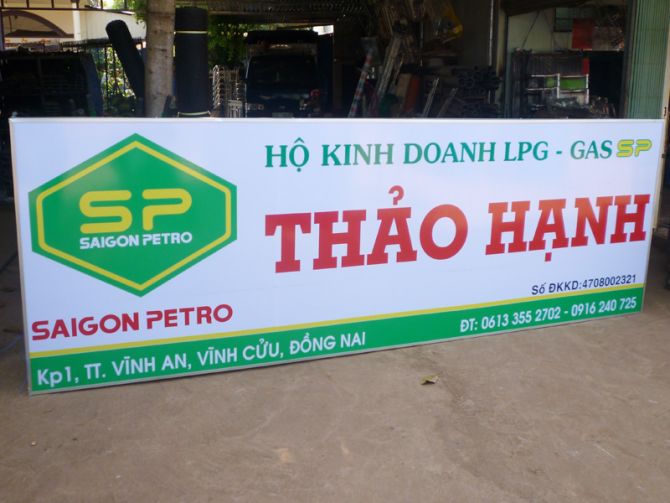 SP
SAIGON PETRO
SAIGON PETRO
HỘ KINH DOANH LPG - GAS SP
THẢO HẠNH
Số ĐKKD:4708002321
ĐT: 0613 355 2702 - 0916 240 725
Kp1, TT. VĨNH AN, VĨNH CỬU, ĐỒNG NAI